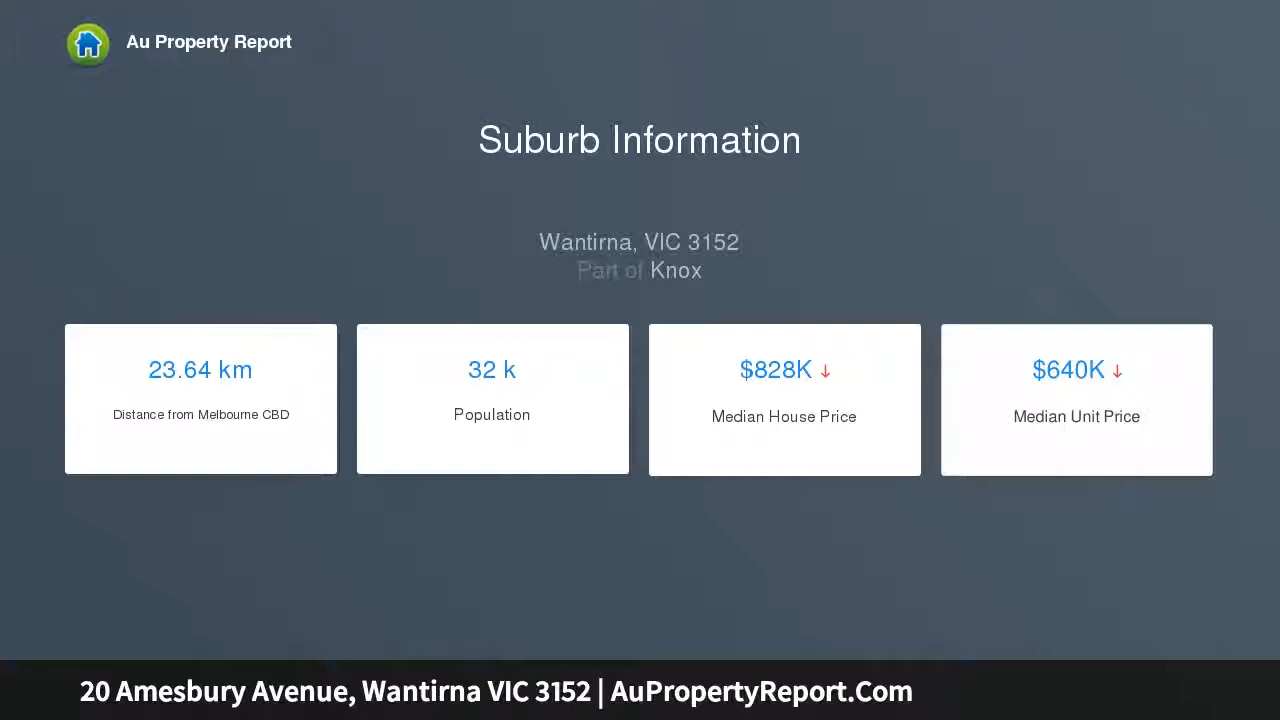 Au Property Report
Suburb Information
Wantirna, VIC 3152
Part of Knox
23.64 km
Distance from Melbourne CBD
32 k
Population
$828K ↓
Median House Price
$640K ↓
Median Unit Price
20 Amesbury Avenue, Wantirna VIC 3152 | AuPropertyReport.Com